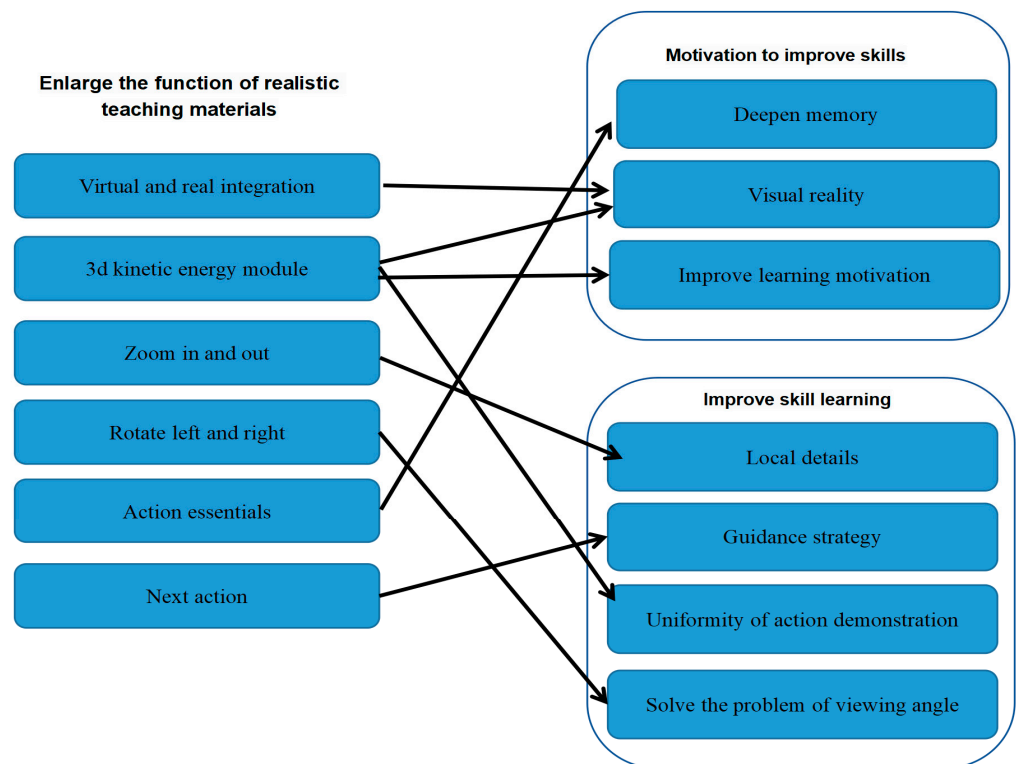 Enlarge the function of realistic
teaching materials
Virtual and real integration
3d kinetic energy module
Zoom in and out
Rotate left and right
Action essentials
Next action
Motivation to improve skills
Deepen memory
Visual reality
Improve learning motivation
Improve skill learning
Local details
Guidance strategy
Uniformity of action demonstration
Solve the problem of viewing angle